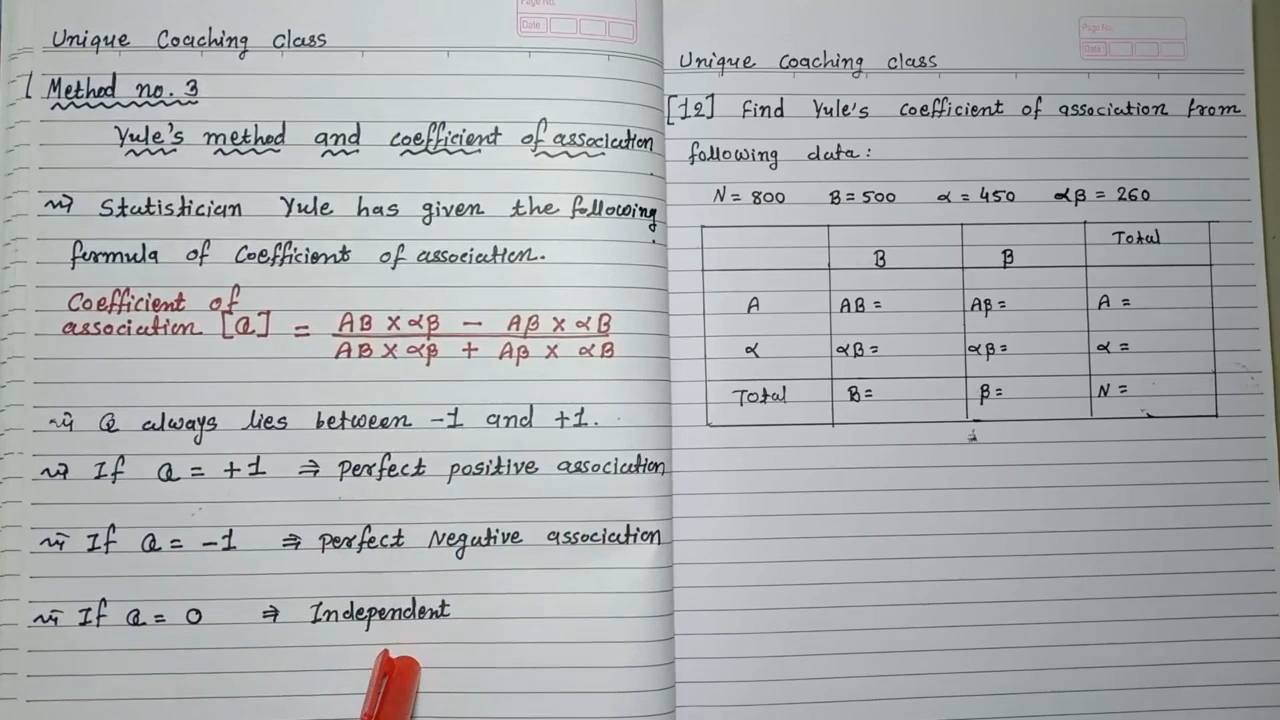 Page No.
Date
Unique Coaching class
Method no. 3
Yule's method and coefficient of association
Statistician Yule has given the following
formula of Coefficient of association.
Coefficient of
association [Q] = AB × αβ − Aβ × αB
AB × αβ + Aβ × αB
Q always lies between -1 and +1.
If Q = +1 ⇒ perfect positive association
If Q = -1 ⇒ perfect Negative association
If Q = 0 ⇒ Independent
Page No.
Date
Unique Coaching class
[12] Find Yule's coefficient of association from
following data:
N = 800 B = 500 α = 450 αβ = 260
B β Total
A AB = Aβ = A =
α αB = αβ = α =
Total B = β = N =